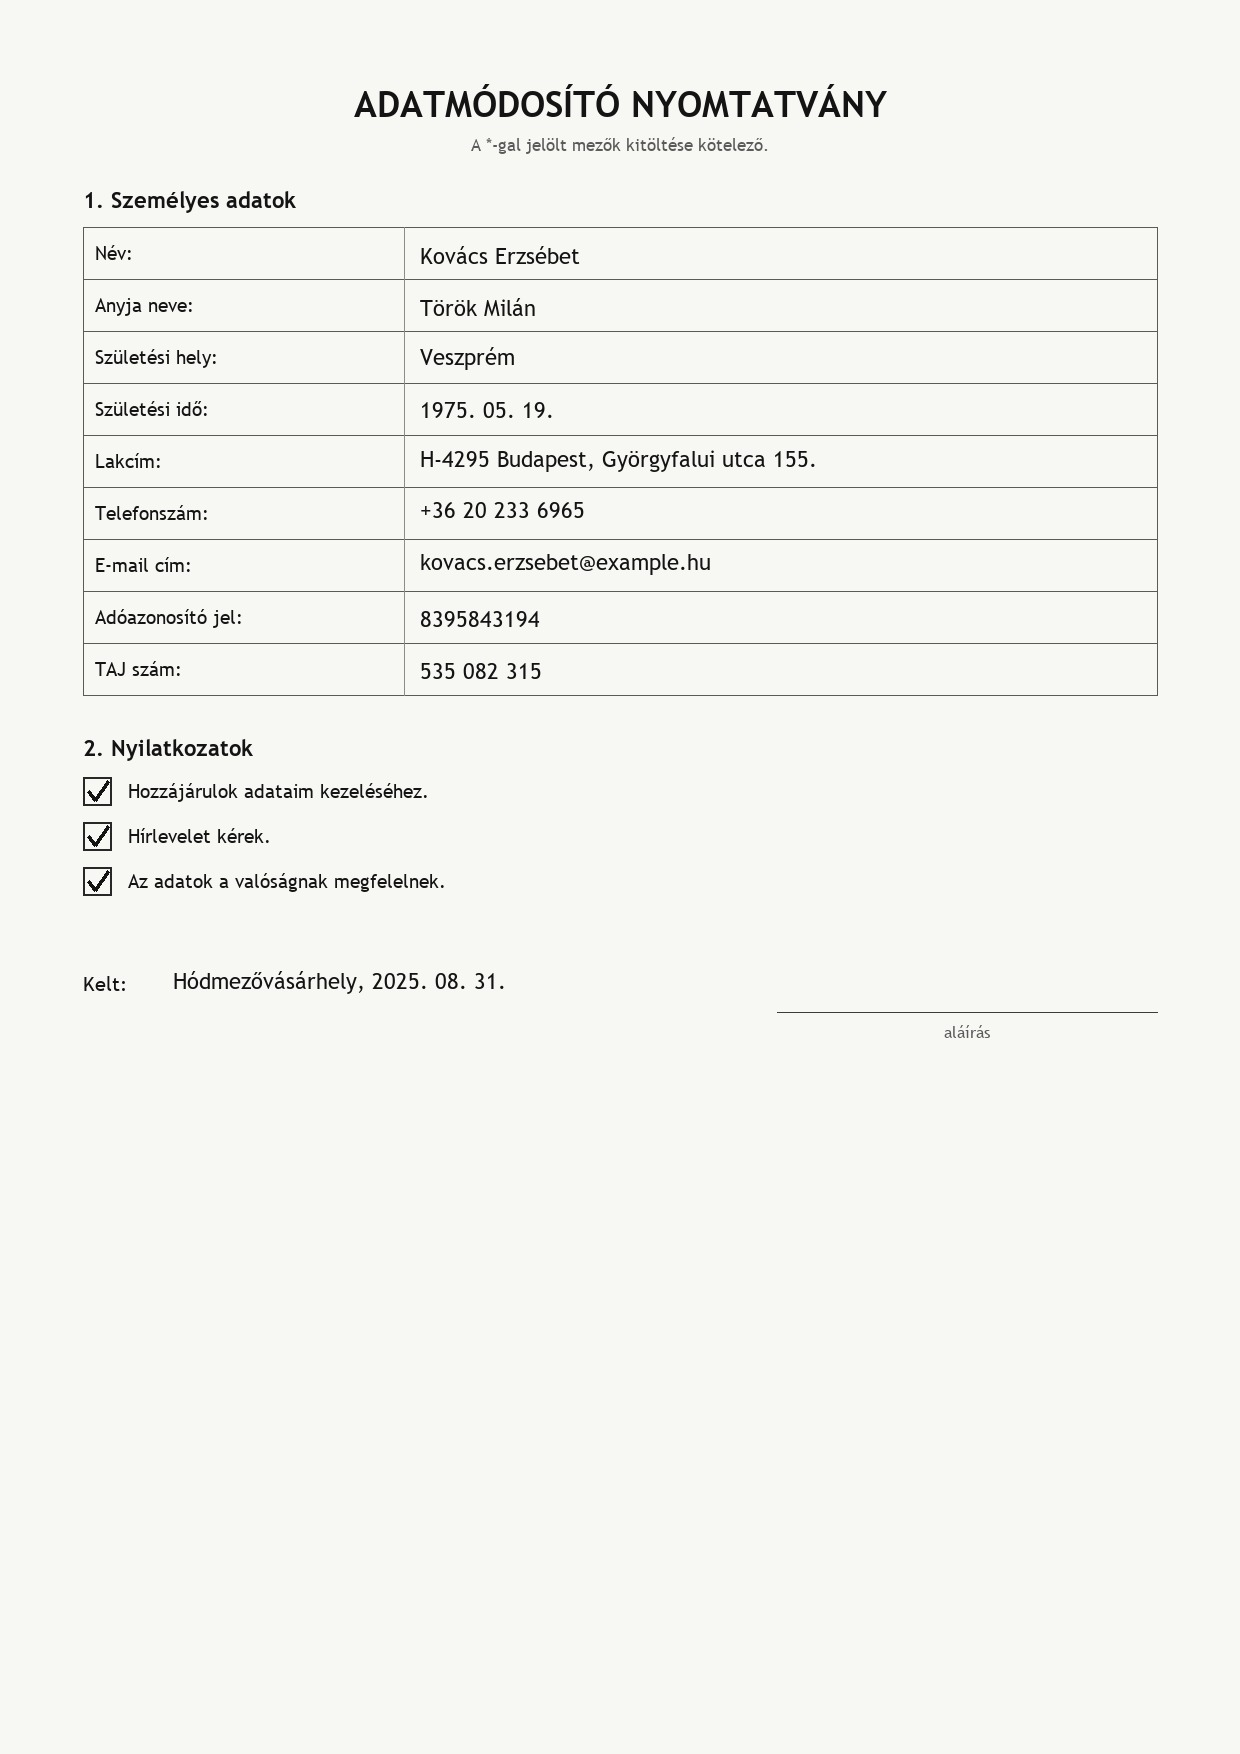 ADATMÓDOSÍTÓ NYOMTATVÁNY
A *-gal jelölt mezők kitöltése kötelező.
1. Személyes adatok
Név: Kovács Erzsébet
Anyja neve: Török Milán
Születési hely: Veszprém
Születési idő: 1975. 05. 19.
Lakcím: H-4295 Budapest, Györgyfalui utca 155.
Telefonszám: +36 20 233 6965
E-mail cím: kovacs.erzsebet@example.hu
Adóazonosító jel: 8395843194
TAJ szám: 535 082 315
2. Nyilatkozatok
Hozzájárulok adataim kezeléséhez.
Hírlevelet kérek.
Az adatok a valóságnak megfelelnek.
Kelt: Hódmezővásárhely, 2025. 08. 31.
aláírás